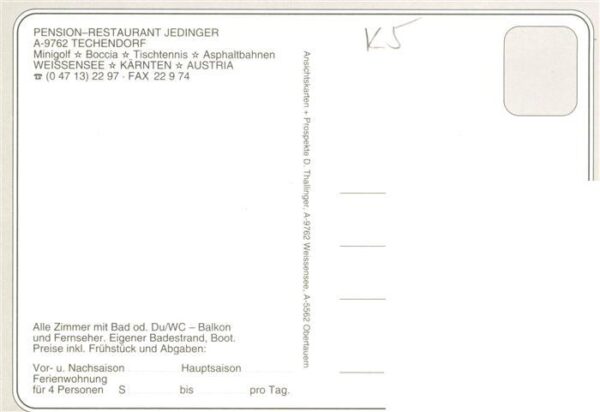 PENSION–RESTAURANT JEDINGER
A-9762 TECHENDORF
Minigolf ☆ Boccia ☆ Tischtennis ☆ Asphaltbahnen
WEISSENSEE ☆ KÄRNTEN ☆ AUSTRIA
☎ (0 47 13) 22 97 · FAX 22 9 74
K5
Ansichtskarten + Prospekte D. Thallinger, A-9762 Weissensee, A-5562 Obertauern
Alle Zimmer mit Bad od. Du/WC – Balkon
und Fernseher. Eigener Badestrand, Boot.
Preise inkl. Frühstück und Abgaben:
Vor- u. Nachsaison Hauptsaison
Ferienwohnung
für 4 Personen S bis pro Tag.